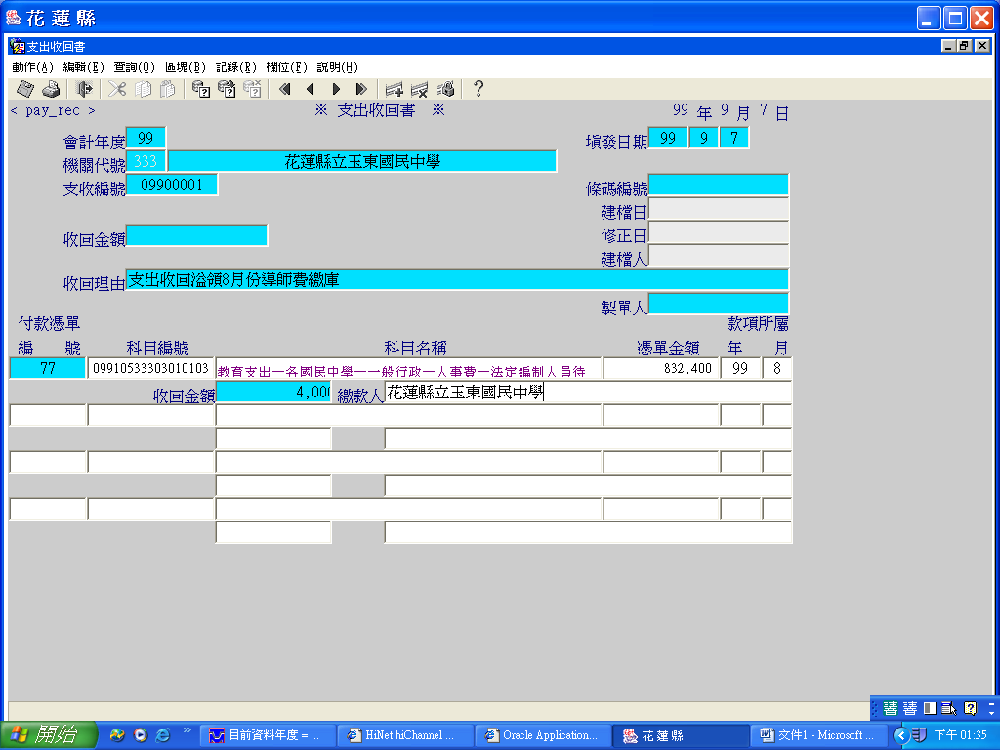 花 蓮 縣
支出收回書
動作(A) 編輯(E) 查詢(Q) 區塊(B) 記錄(R) 欄位(F) 說明(H)
< pay_rec > ※ 支出收回書 ※ 99 年 9 月 7 日
會計年度 99 填發日期 99 9 7
機關代號 333 花蓮縣立玉東國民中學
支收編號 09900001 條碼編號
建檔日
收回金額 修正日
建檔人
收回理由 支出收回溢領8月份導師費繳庫
製單人
付款憑單 款項所屬
編 號 科目編號 科目名稱 憑單金額 年 月
77 09910533303010103 教育支出－各國民中學－一般行政－人事費－法定編制人員待 832,400 99 8
收回金額 4,000 繳款人 花蓮縣立玉東國民中學
開始 目前資料年度 =... HiNet hiChannel ... Oracle Application... 花 蓮 縣 文件1 - Microsoft ... 下午 01:35